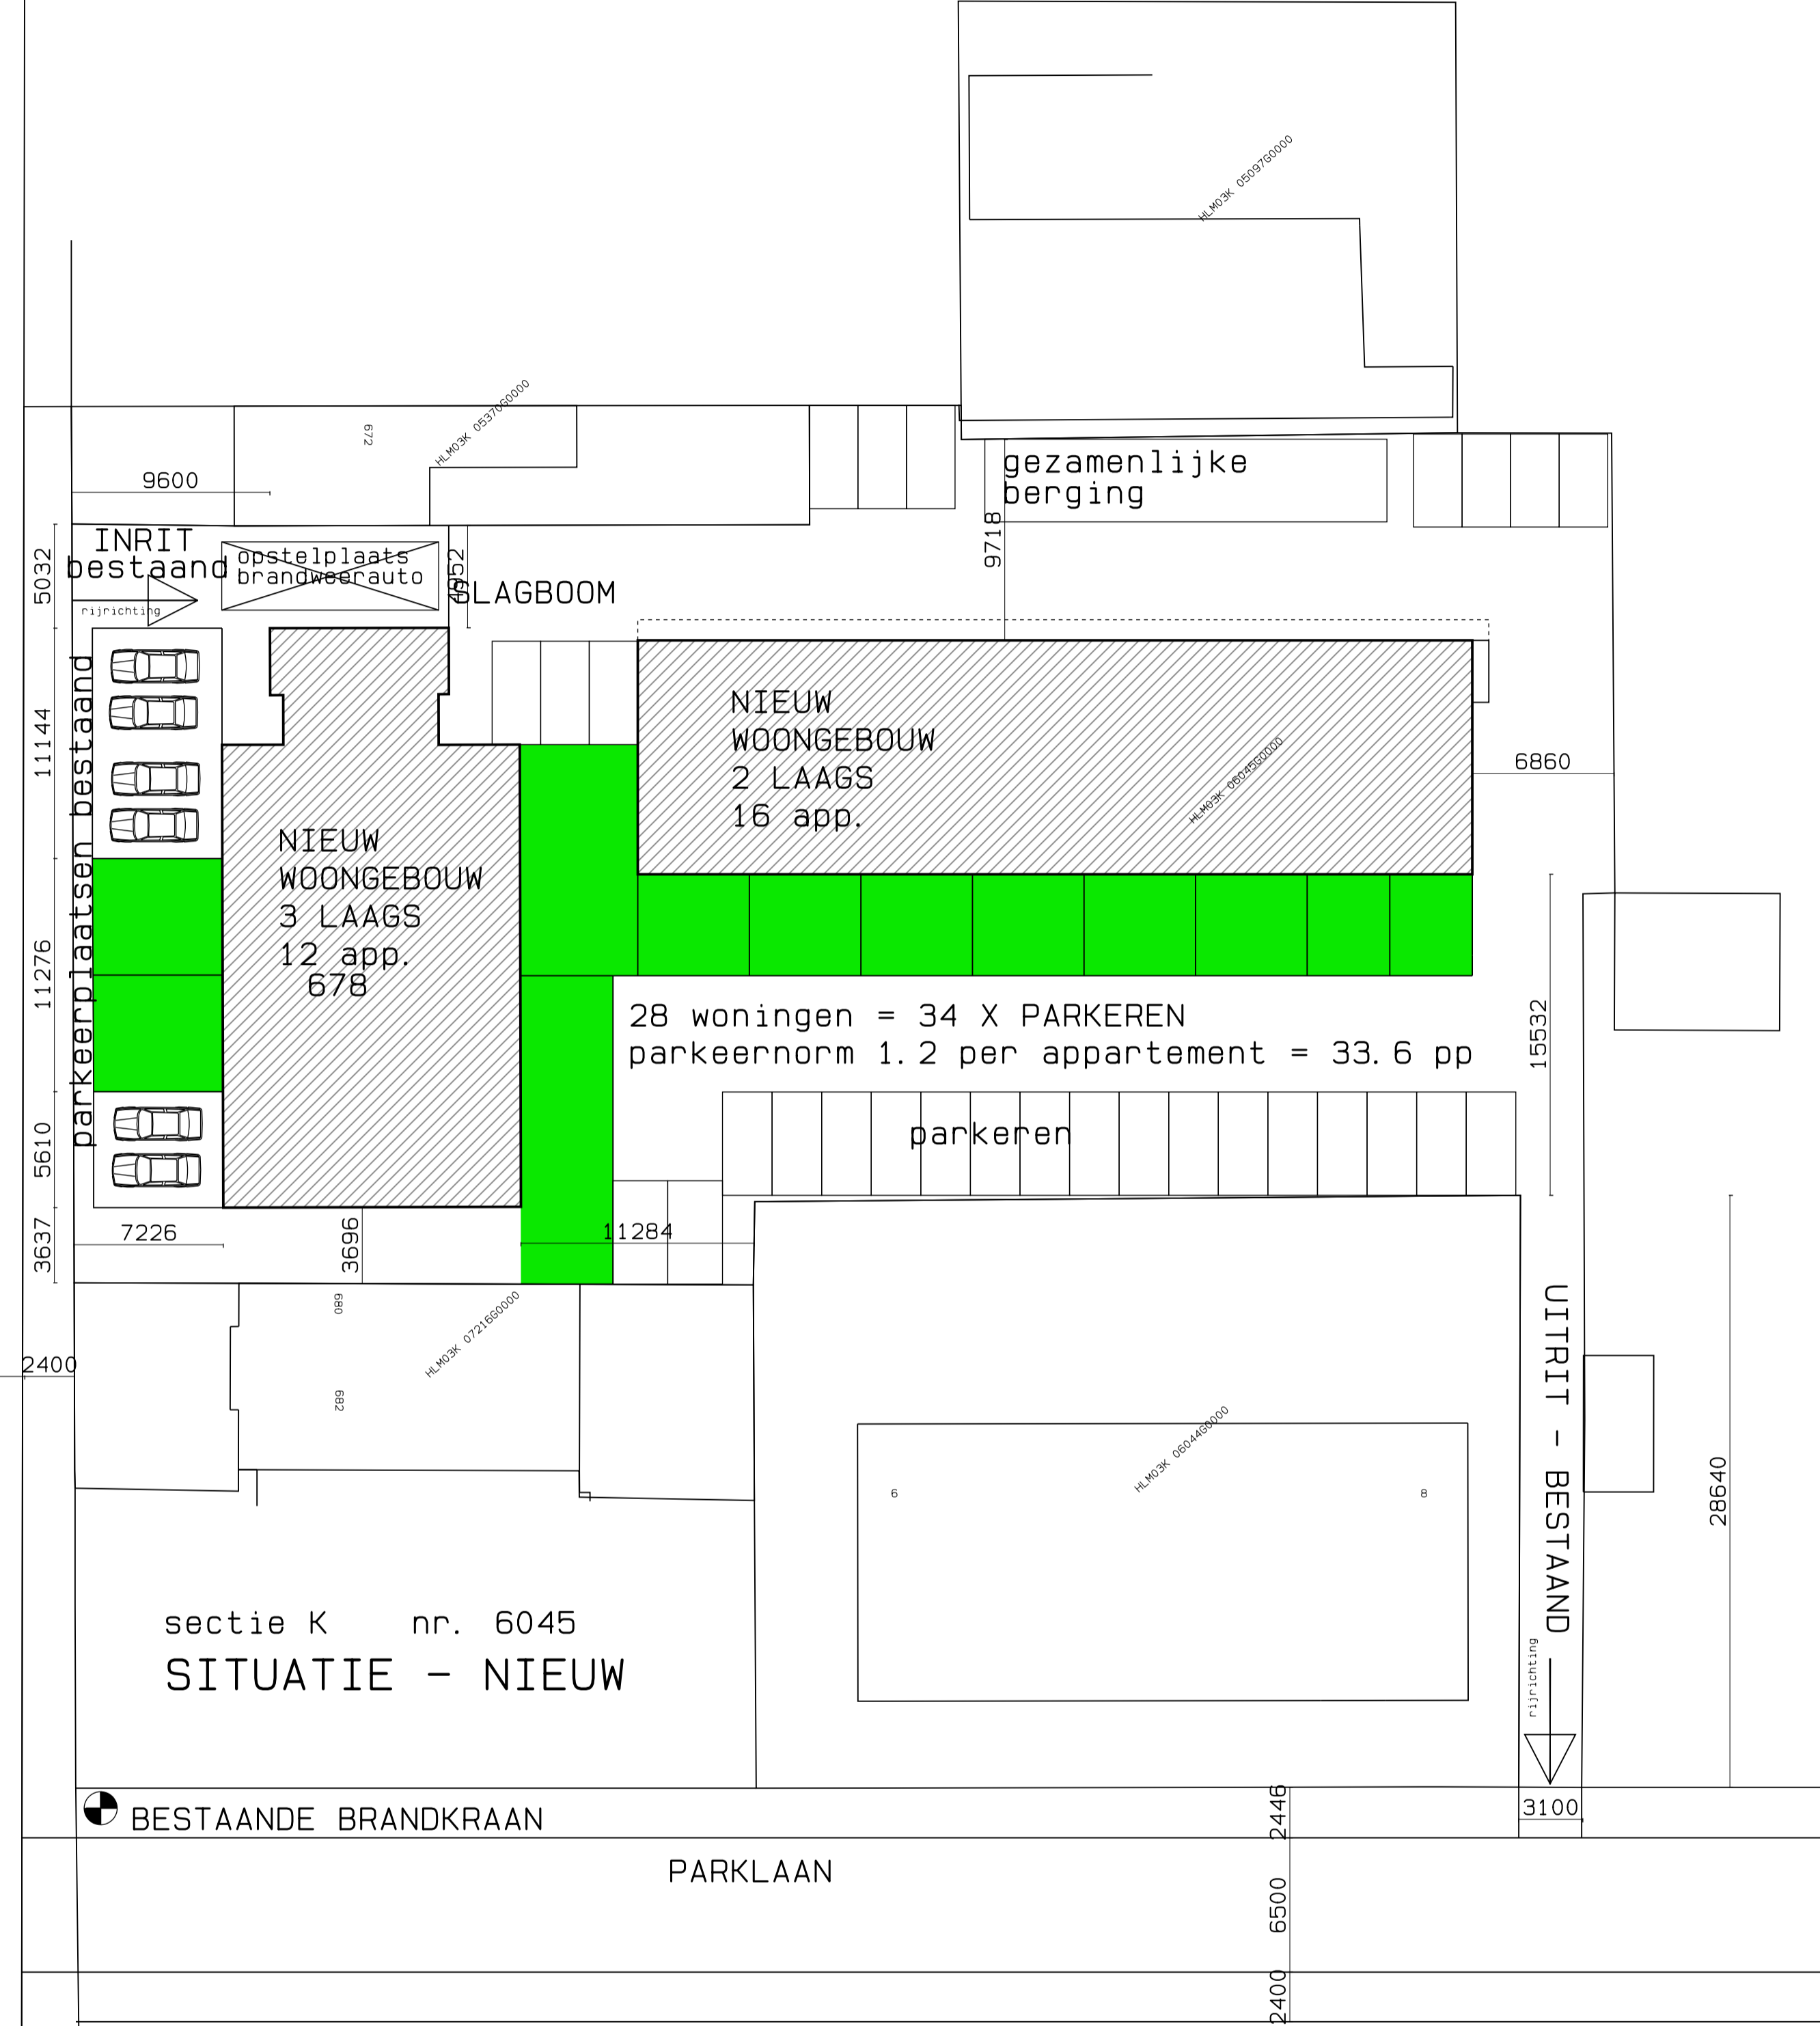 HLM03K 05097G0000
HLM03K 05370G0000
672
9600
gezamenlijke
berging
9718
INRIT
bestaand
rijrichting
opstelplaats
brandweerauto
SLAGBOOM
5032
11144
11276
5610
3637
parkeerplaatsen bestaand
NIEUW
WOONGEBOUW
2 LAAGS
16 app.
HLM03K 06045G0000
6860
NIEUW
WOONGEBOUW
3 LAAGS
12 app.
678
28 woningen = 34 X PARKEREN
parkeernorm 1.2 per appartement = 33.6 pp
15532
parkeren
7226
3696
11284
680
HLM03K 07216G0000
682
2400
HLM03K 06044G0000
6
8
UITRIT - BESTAAND
rijrichting
28640
sectie K nr. 6045
SITUATIE - NIEUW
BESTAANDE BRANDKRAAN
2446
3100
PARKLAAN
6500
2400